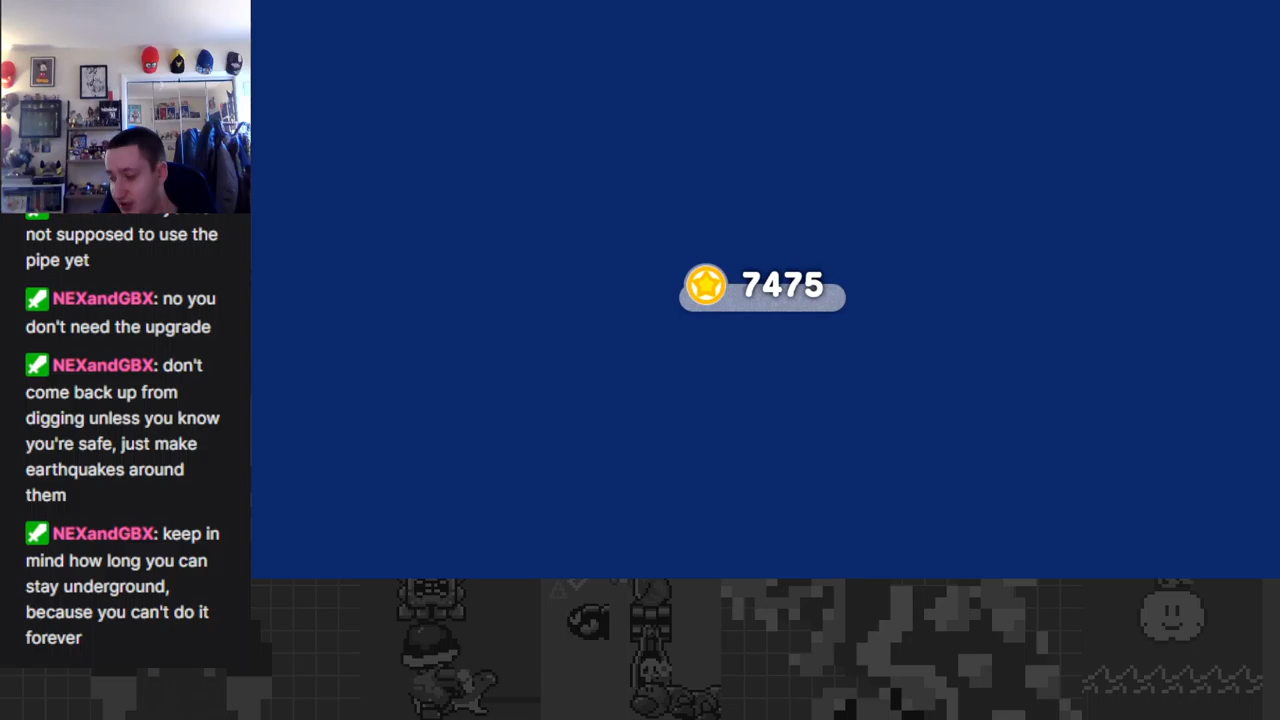 not supposed to use the
pipe yet
NEXandGBX: no you
don't need the upgrade
NEXandGBX: don't
come back up from
digging unless you know
you're safe, just make
earthquakes around
them
NEXandGBX: keep in
mind how long you can
stay underground,
because you can't do it
forever
7475